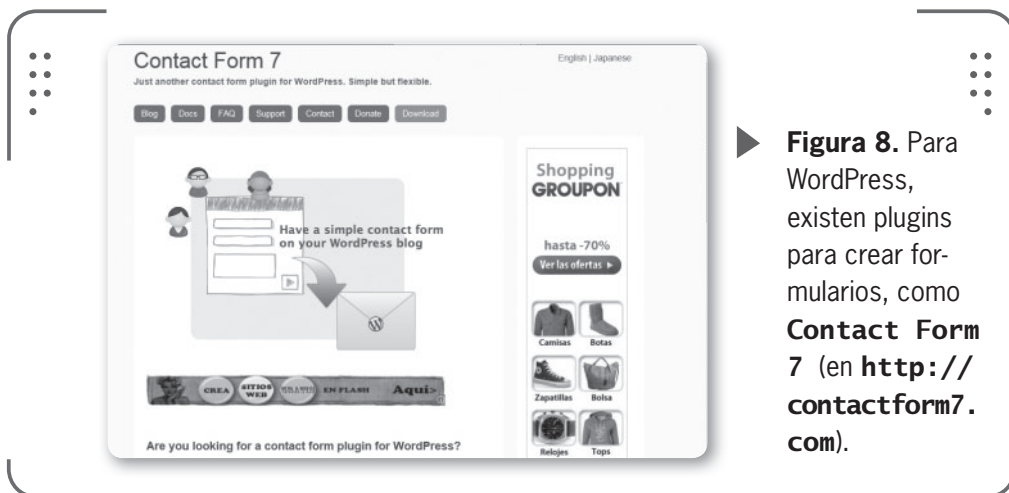 Contact Form 7
Just another contact form plugin for WordPress. Simple but flexible.
English | Japanese
Blog Docs FAQ Support Contact Donate Download
Have a simple contact form
on your WordPress blog
CREA SITIOS WEB EN FLASH Aquí>
Are you looking for a contact form plugin for WordPress?
Shopping
GROUPON
hasta -70%
Ver las ofertas
Camisas Botas
Zapatillas Bolsa
Relojes Tops
Figura 8. Para
WordPress,
existen plugins
para crear for-
mularios, como
Contact Form
7 (en http://
contactform7.
com).